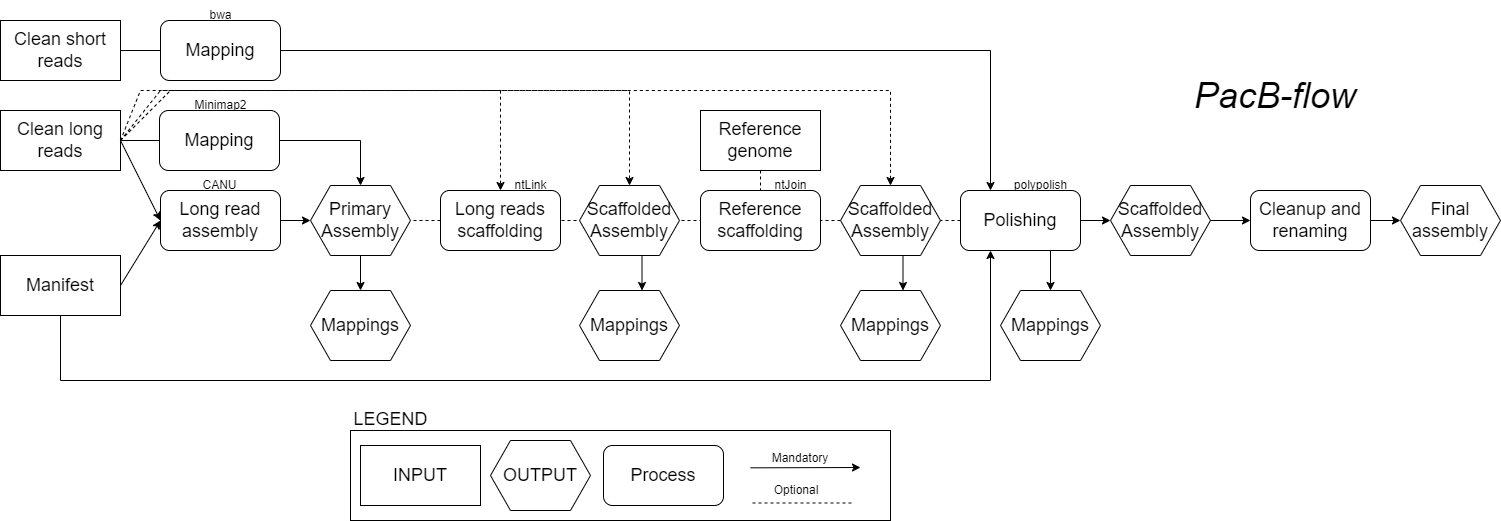 bwa
Clean short
reads
Mapping
PacB-flow
Minimap2
Clean long
reads
Mapping
Reference
genome
CANU
ntLink
ntJoin
polypolish
Long read
assembly
Primary
Assembly
Long reads
scaffolding
Scaffolded
Assembly
Reference
scaffolding
Scaffolded
Assembly
Polishing
Scaffolded
Assembly
Cleanup and
renaming
Final
assembly
Manifest
Mappings
Mappings
Mappings
Mappings
LEGEND
INPUT
OUTPUT
Process
Mandatory
Optional